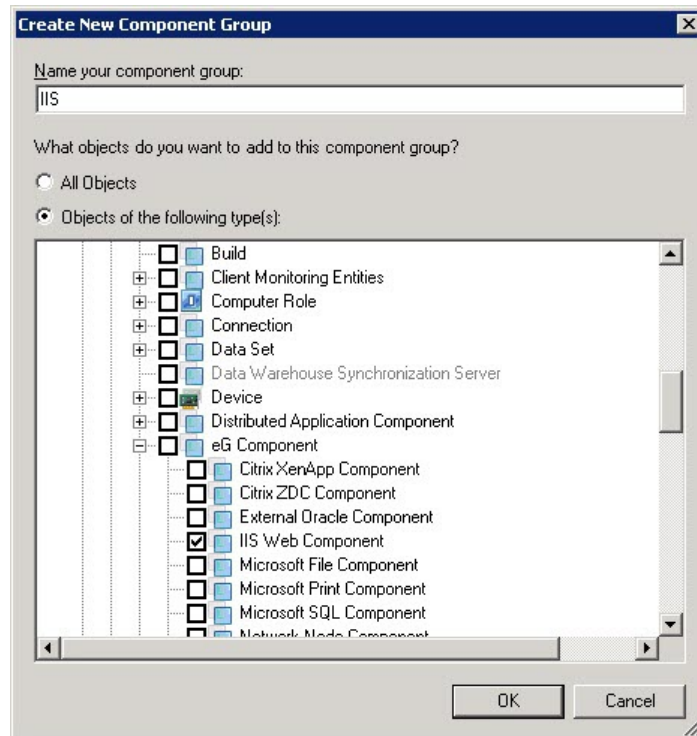 Create New Component Group
Name your component group:
IIS
What objects do you want to add to this component group?
All Objects
Objects of the following type(s):
Build
Client Monitoring Entities
Computer Role
Connection
Data Set
Data Warehouse Synchronization Server
Device
Distributed Application Component
eG Component
Citrix XenApp Component
Citrix ZDC Component
External Oracle Component
IIS Web Component
Microsoft File Component
Microsoft Print Component
Microsoft SQL Component
Network Node Component
OK
Cancel